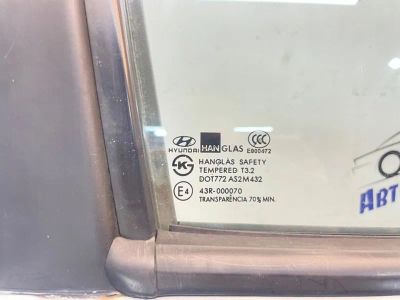 HYUNDAI HANGLAS E000472
HANGLAS SAFETY
TEMPERED T3.2
DOT772 AS2M432
E4 43R-000070
TRANSPARÊNCIA 70% MIN.
АВТ